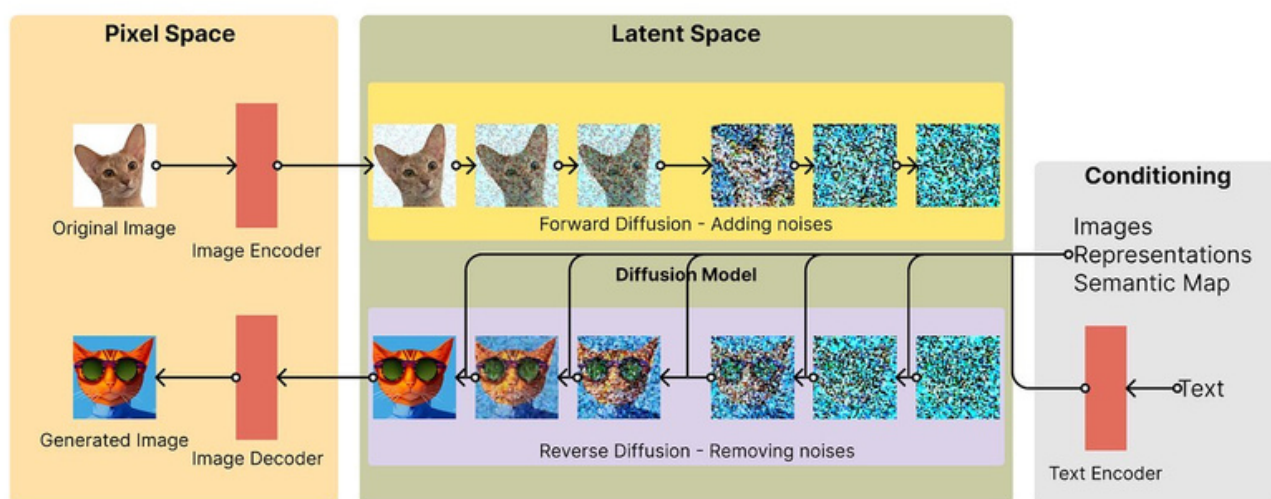 Pixel Space
Latent Space
Original Image
Image Encoder
Forward Diffusion - Adding noises
Conditioning
Images
Representations
Semantic Map
Diffusion Model
Generated Image
Image Decoder
Reverse Diffusion - Removing noises
Text
Text Encoder